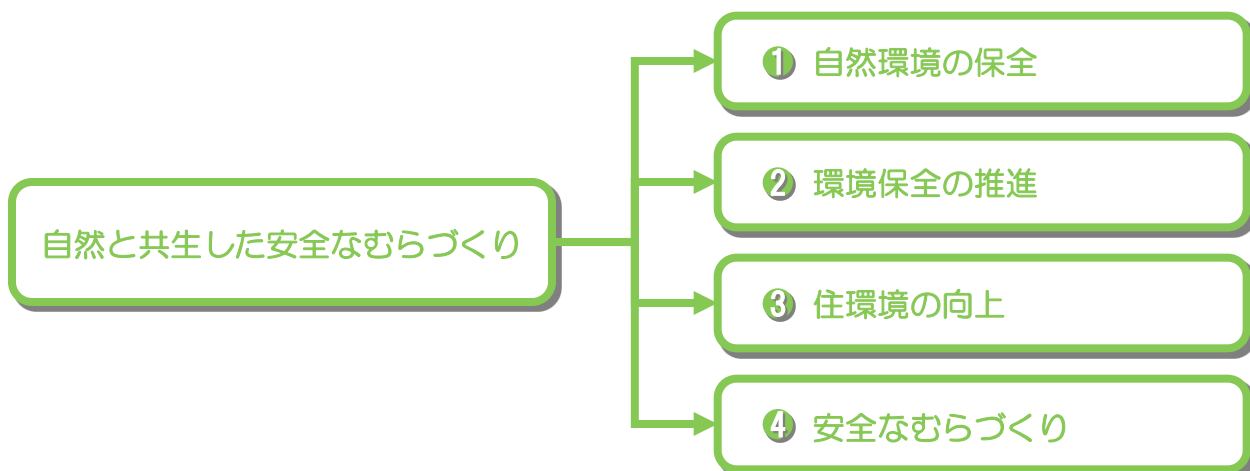 自然と共生した安全なむらづくり
❶ 自然環境の保全
❷ 環境保全の推進
❸ 住環境の向上
❹ 安全なむらづくり